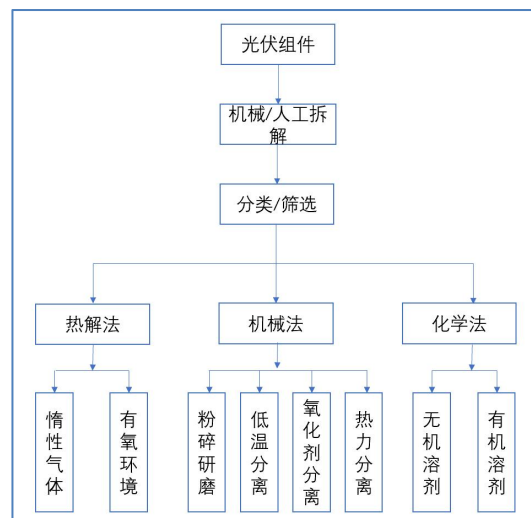 光伏组件
机械/人工拆
解
分类/筛选
热解法
机械法
化学法
惰性气体
有氧环境
粉碎研磨
低温分离
氧化剂分离
热力分离
无机溶剂
有机溶剂